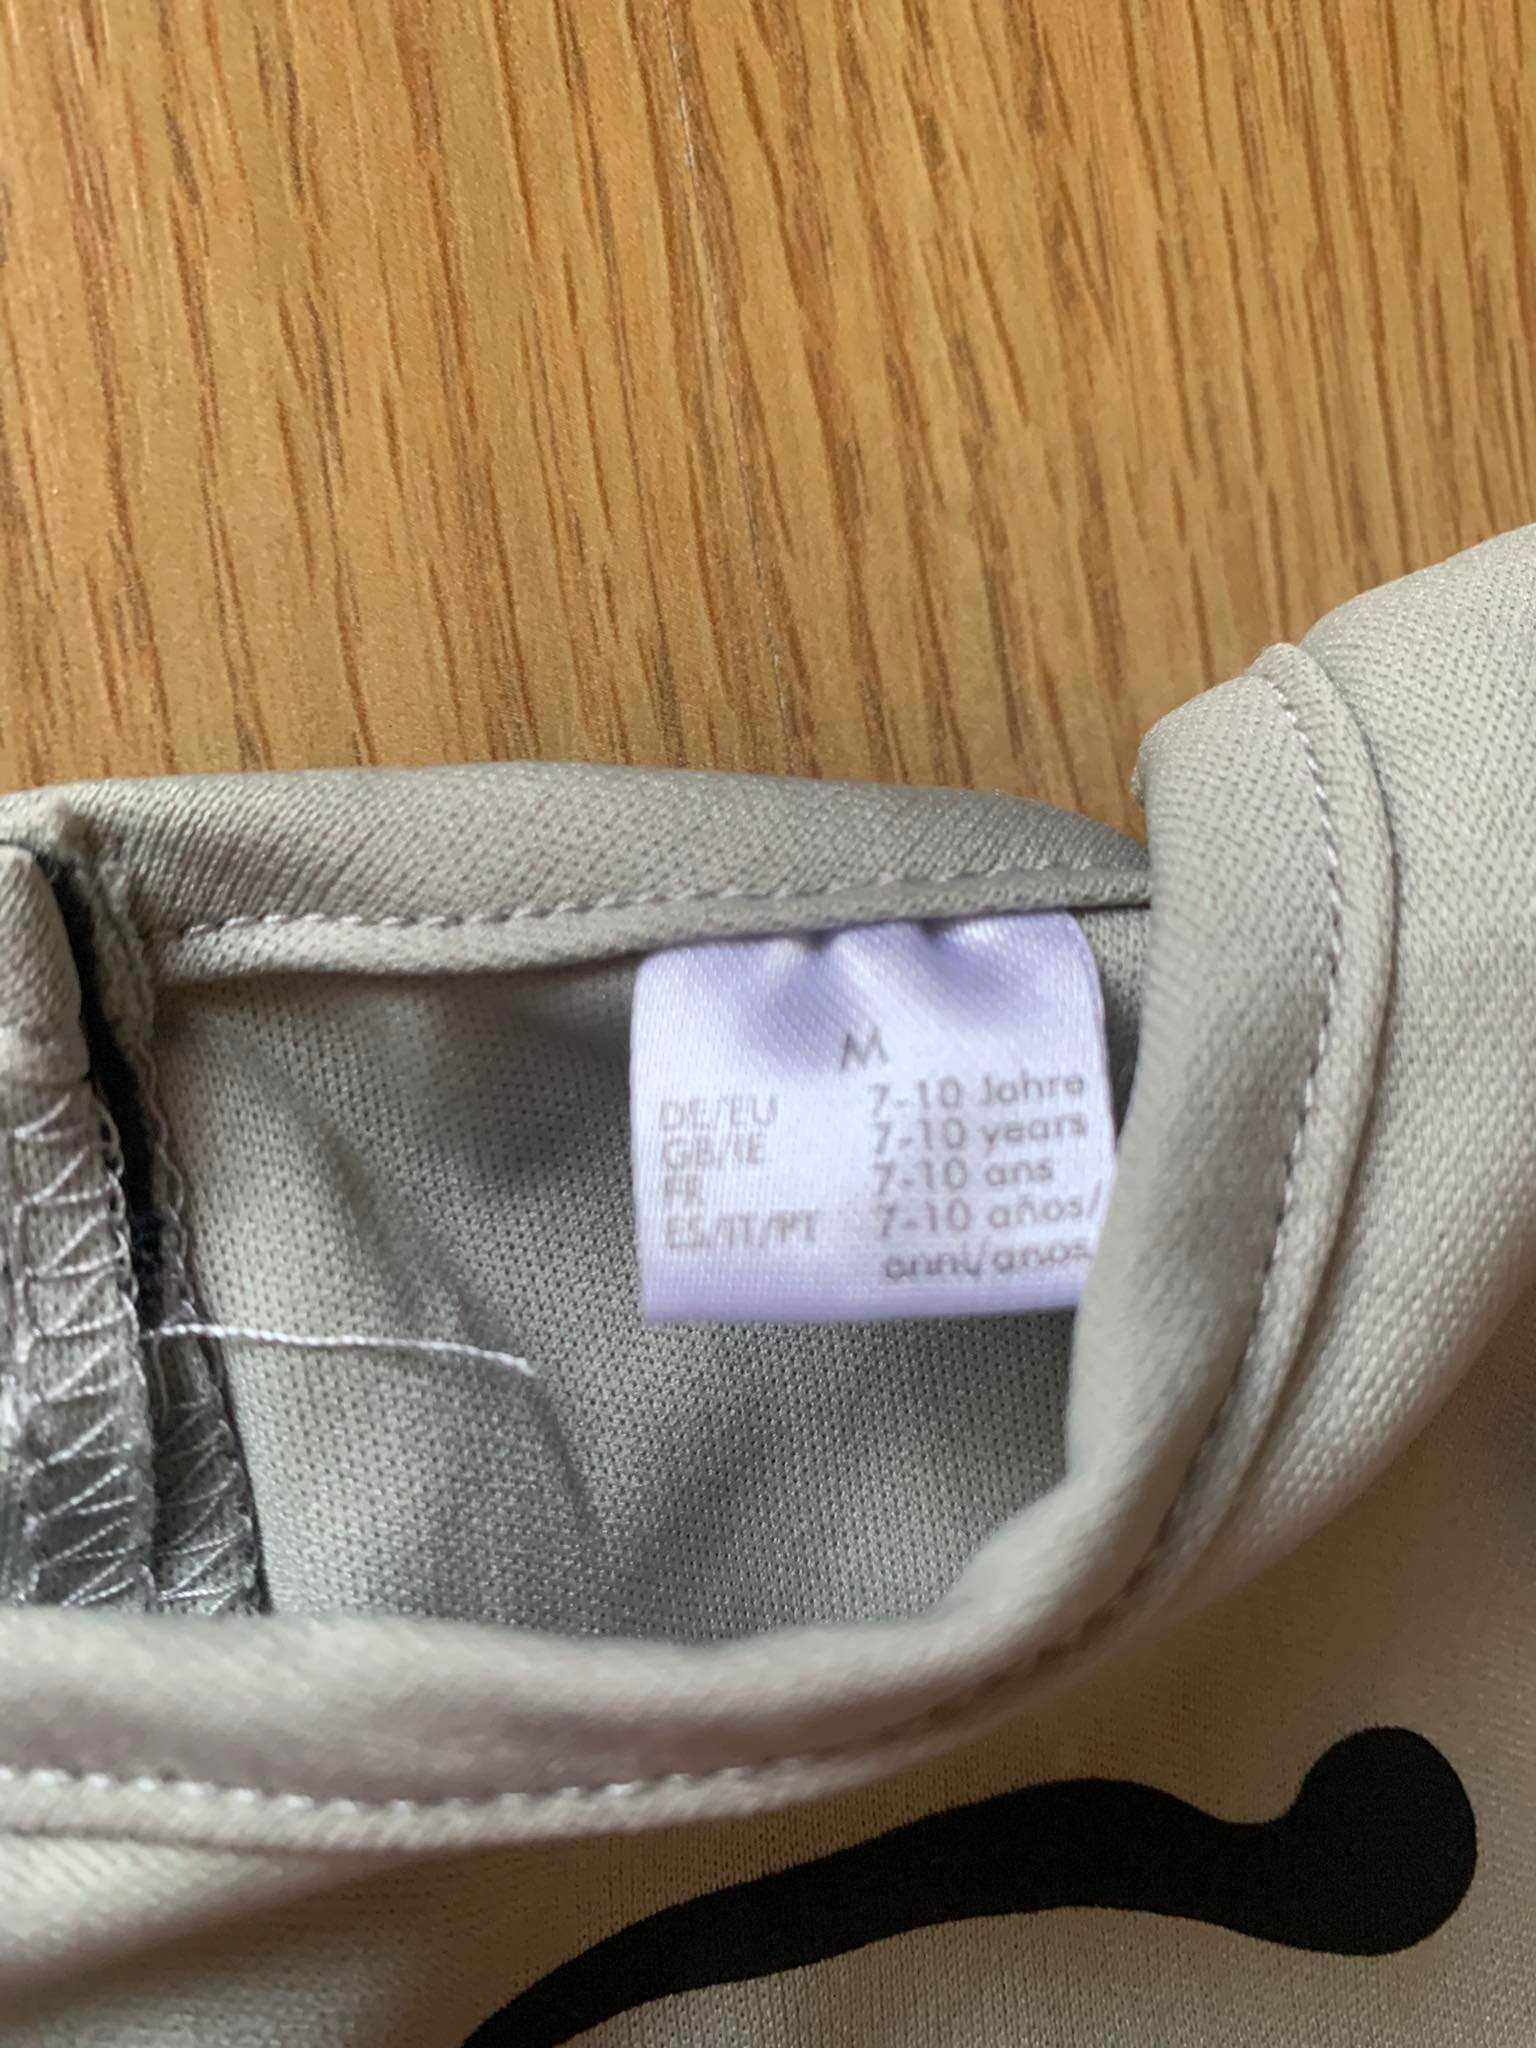 M
DE/EU 7-10 Jahre
GB/IE 7-10 years
FR 7-10 ans
ES/IT/PT 7-10 años/
anni/anos